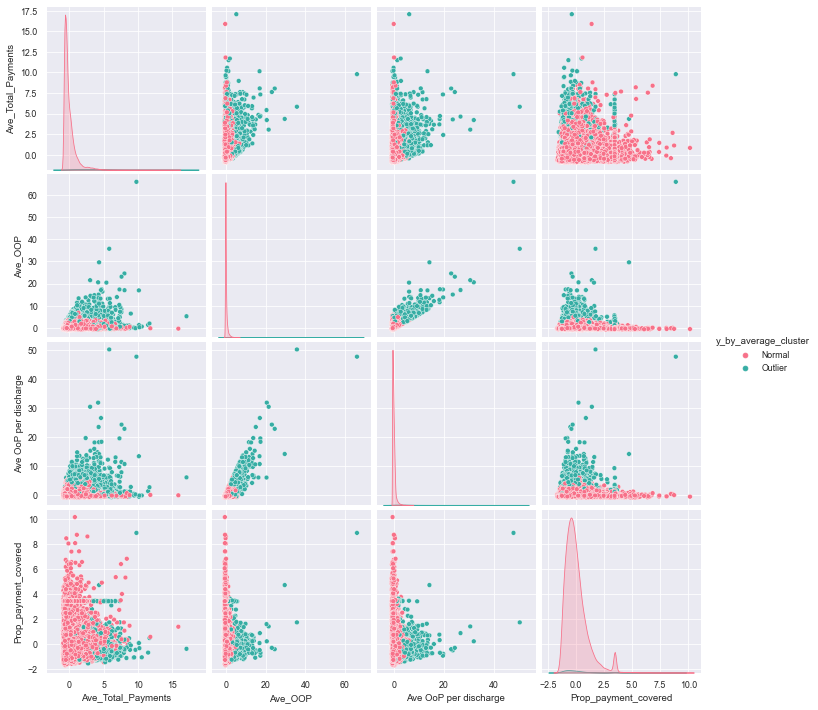 17.5
15.0
12.5
10.0
7.5
5.0
2.5
0.0
Ave_Total_Payments
60
50
40
30
20
10
0
Ave_OOP
y_by_average_cluster
Normal
Outlier
50
40
30
20
10
0
Ave OoP per discharge
10
8
6
4
2
0
−2
Prop_payment_covered
0 5 10 15
0 20 40 60
0 20 40
−2.5 0.0 2.5 5.0 7.5 10.0
Ave_Total_Payments
Ave_OOP
Ave OoP per discharge
Prop_payment_covered